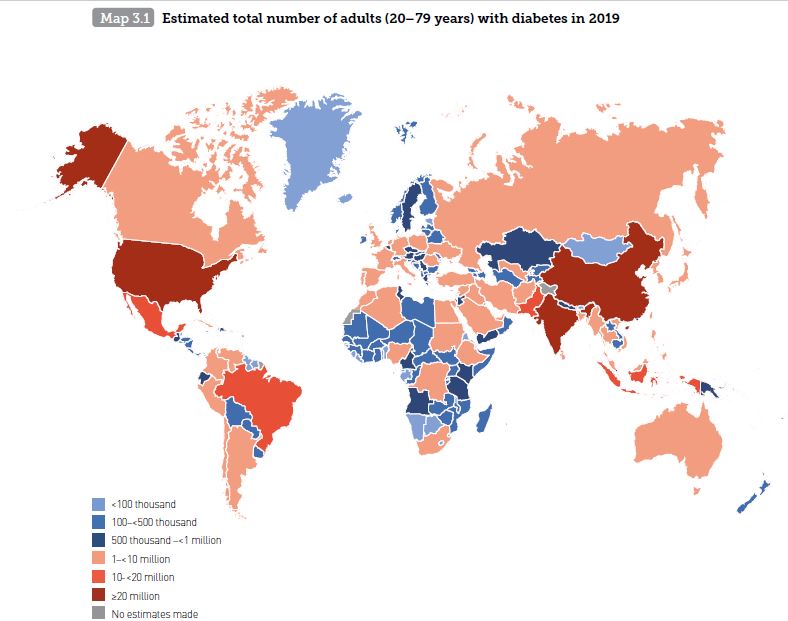 Map 3.1 Estimated total number of adults (20–79 years) with diabetes in 2019
<100 thousand
100-<500 thousand
500 thousand –<1 million
1–<10 million
10- <20 million
≥20 million
No estimates made